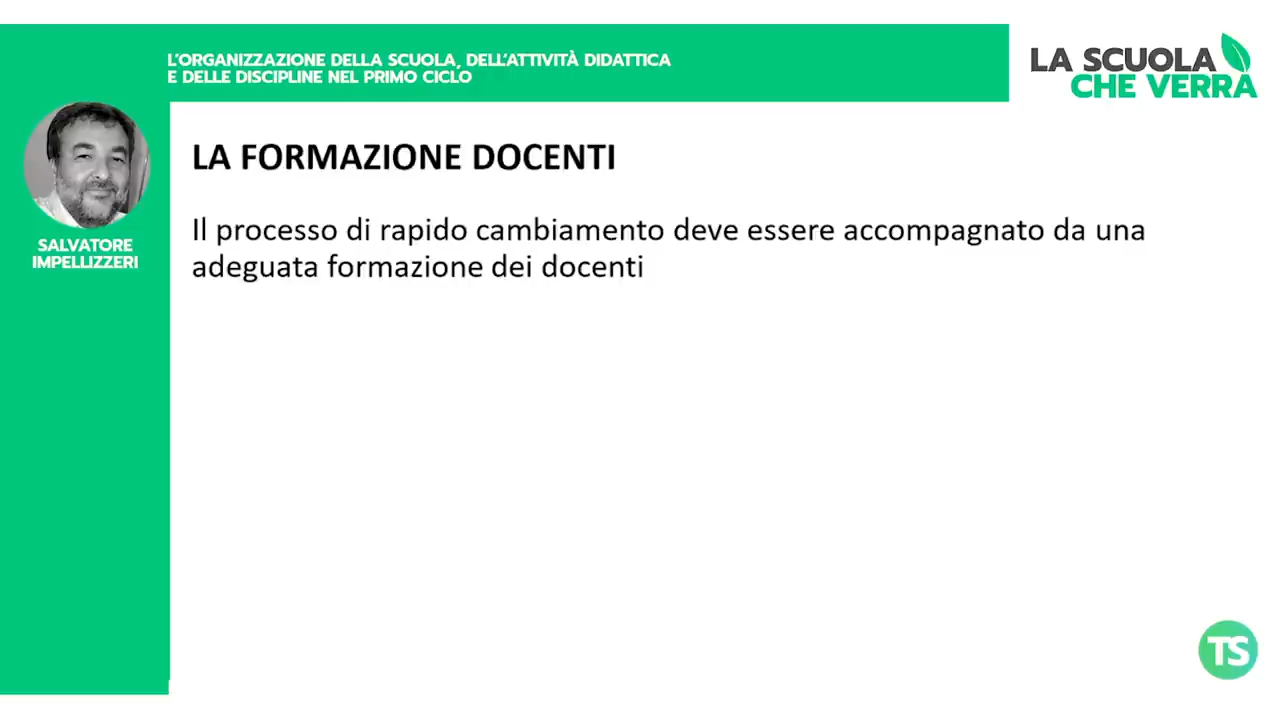 L'ORGANIZZAZIONE DELLA SCUOLA, DELL'ATTIVITÀ DIDATTICA
E DELLE DISCIPLINE NEL PRIMO CICLO
LA SCUOLA
CHE VERRÀ
SALVATORE
IMPELLIZZERI
LA FORMAZIONE DOCENTI
Il processo di rapido cambiamento deve essere accompagnato da una
adeguata formazione dei docenti
TS